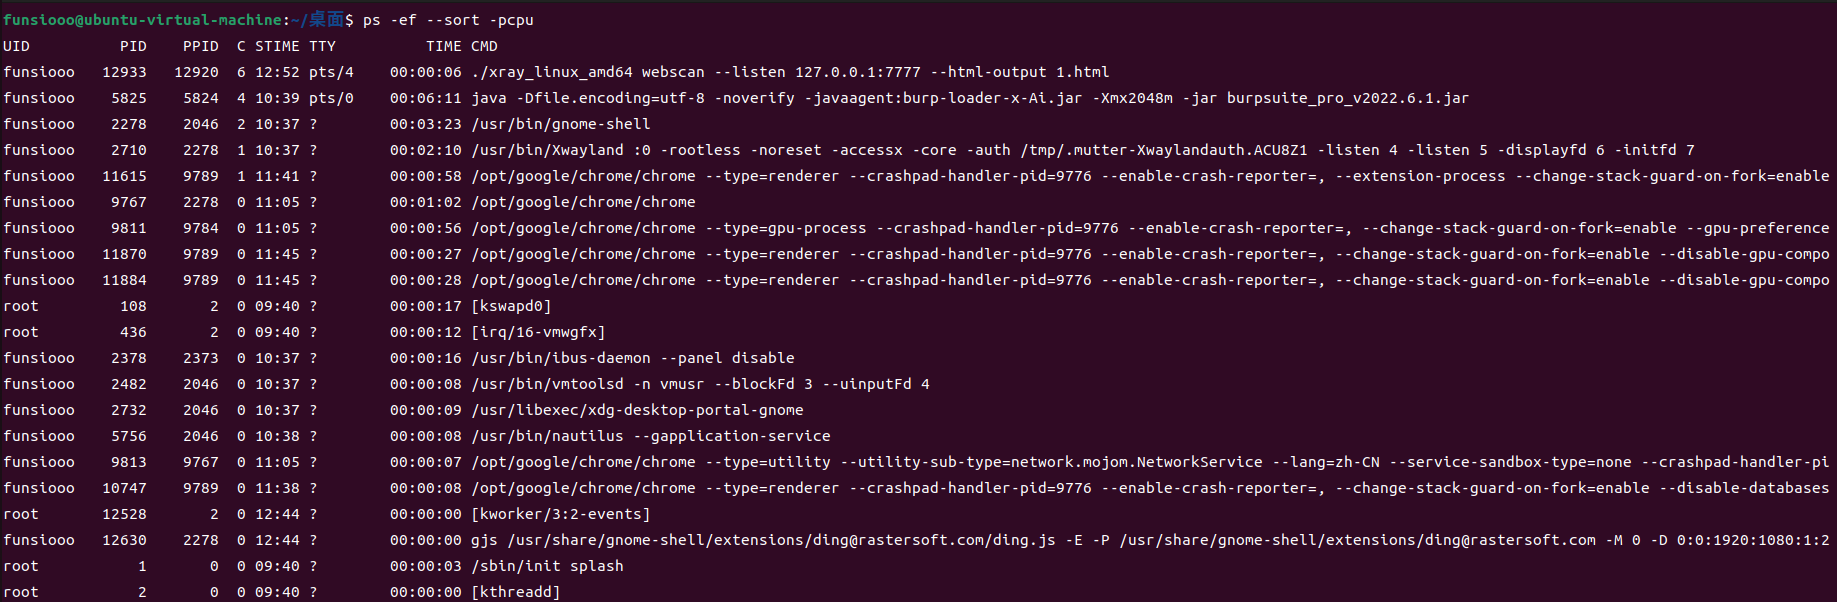 funsiooo@ubuntu-virtual-machine:~/桌面$ ps -ef --sort -pcpu
UID          PID    PPID  C STIME TTY          TIME CMD
funsiooo   12933   12920  6 12:52 pts/4    00:00:06 ./xray_linux_amd64 webscan --listen 127.0.0.1:7777 --html-output 1.html
funsiooo    5825    5824  4 10:39 pts/0    00:06:11 java -Dfile.encoding=utf-8 -noverify -javaagent:burp-loader-x-Ai.jar -Xmx2048m -jar burpsuite_pro_v2022.6.1.jar
funsiooo    2278    2046  2 10:37 ?        00:03:23 /usr/bin/gnome-shell
funsiooo    2710    2278  1 10:37 ?        00:02:10 /usr/bin/Xwayland :0 -rootless -noreset -accessx -core -auth /tmp/.mutter-Xwaylandauth.ACU8Z1 -listen 4 -listen 5 -displayfd 6 -initfd 7
funsiooo   11615    9789  1 11:41 ?        00:00:58 /opt/google/chrome/chrome --type=renderer --crashpad-handler-pid=9776 --enable-crash-reporter=, --extension-process --change-stack-guard-on-fork=enable
funsiooo    9767    2278  0 11:05 ?        00:01:02 /opt/google/chrome/chrome
funsiooo    9811    9784  0 11:05 ?        00:00:56 /opt/google/chrome/chrome --type=gpu-process --crashpad-handler-pid=9776 --enable-crash-reporter=, --change-stack-guard-on-fork=enable --gpu-preference
funsiooo   11870    9789  0 11:45 ?        00:00:27 /opt/google/chrome/chrome --type=renderer --crashpad-handler-pid=9776 --enable-crash-reporter=, --change-stack-guard-on-fork=enable --disable-gpu-compo
funsiooo   11884    9789  0 11:45 ?        00:00:28 /opt/google/chrome/chrome --type=renderer --crashpad-handler-pid=9776 --enable-crash-reporter=, --change-stack-guard-on-fork=enable --disable-gpu-compo
root         108       2  0 09:40 ?        00:00:17 [kswapd0]
root         436       2  0 09:40 ?        00:00:12 [irq/16-vmwgfx]
funsiooo    2378    2373  0 10:37 ?        00:00:16 /usr/bin/ibus-daemon --panel disable
funsiooo    2482    2046  0 10:37 ?        00:00:08 /usr/bin/vmtoolsd -n vmusr --blockFd 3 --uinputFd 4
funsiooo    2732    2046  0 10:37 ?        00:00:09 /usr/libexec/xdg-desktop-portal-gnome
funsiooo    5756    2046  0 10:38 ?        00:00:08 /usr/bin/nautilus --gapplication-service
funsiooo    9813    9767  0 11:05 ?        00:00:07 /opt/google/chrome/chrome --type=utility --utility-sub-type=network.mojom.NetworkService --lang=zh-CN --service-sandbox-type=none --crashpad-handler-pi
funsiooo   10747    9789  0 11:38 ?        00:00:08 /opt/google/chrome/chrome --type=renderer --crashpad-handler-pid=9776 --enable-crash-reporter=, --change-stack-guard-on-fork=enable --disable-databases
root       12528       2  0 12:44 ?        00:00:00 [kworker/3:2-events]
funsiooo   12630    2278  0 12:44 ?        00:00:00 gjs /usr/share/gnome-shell/extensions/ding@rastersoft.com/ding.js -E -P /usr/share/gnome-shell/extensions/ding@rastersoft.com -M 0 -D 0:0:1920:1080:1:2
root           1       0  0 09:40 ?        00:00:03 /sbin/init splash
root           2       0  0 09:40 ?        00:00:00 [kthreadd]